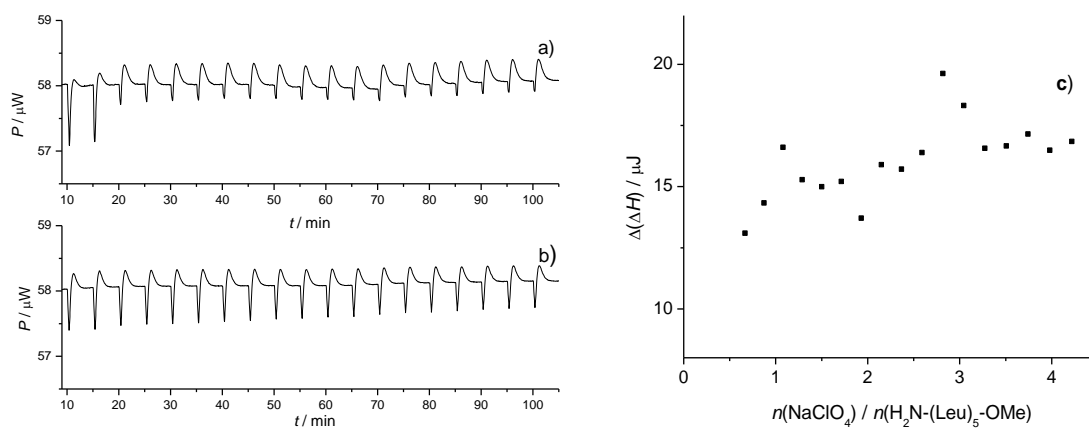 59
a)
58
P / μW
57
10 20 30 40 50 60 70 80 90 100
t / min
59
b)
58
P / μW
57
10 20 30 40 50 60 70 80 90 100
t / min
c)
20
Δ(ΔH) / μJ
15
10
0 1 2 3 4
n(NaClO₄) / n(H₂N-(Leu)₅-OMe)